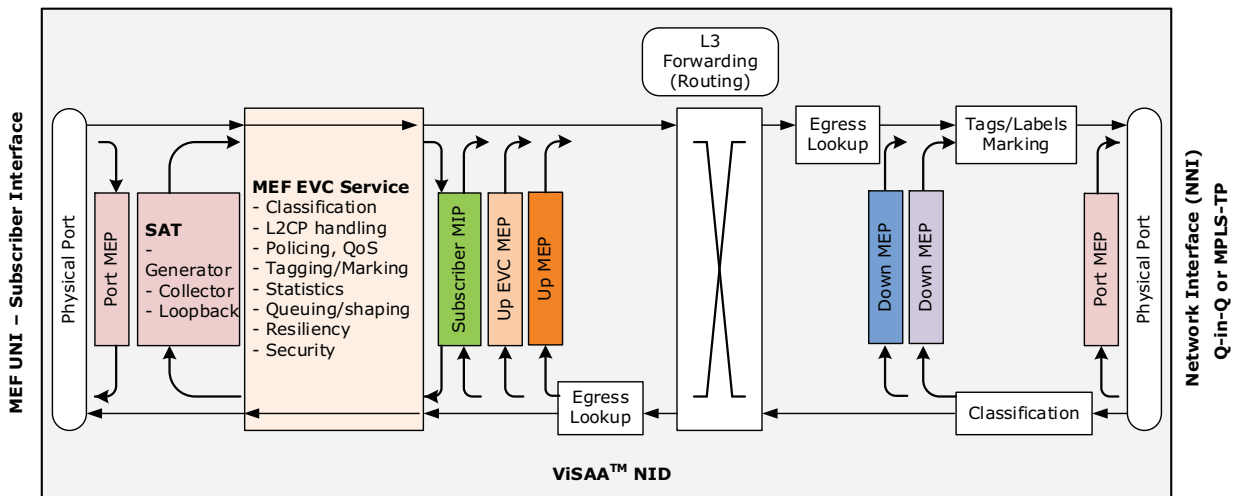 MEF UNI – Subscriber Interface
Physical Port
Port MEP
SAT
-
Generator
- Collector
- Loopback
MEF EVC Service
- Classification
- L2CP handling
- Policing, QoS
- Tagging/Marking
- Statistics
- Queuing/shaping
- Resiliency
- Security
Subscriber MIP
Up EVC MEP
Up MEP
Egress
Lookup
L3
Forwarding
(Routing)
Egress
Lookup
Tags/Labels
Marking
Down MEP
Down MEP
Classification
Port MEP
Physical Port
Network Interface (NNI)
Q-in-Q or MPLS-TP
ViSAA™ NID